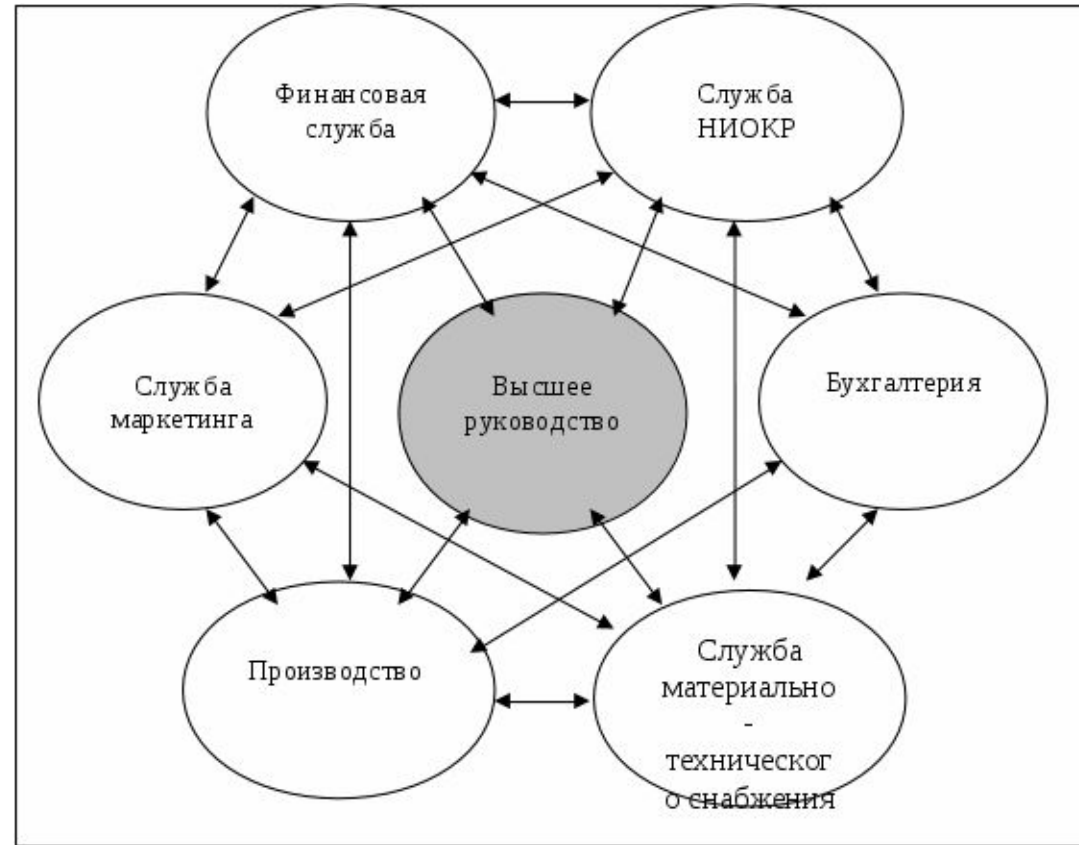 Финансовая
служба
Служба
НИОКР
Служба
маркетинга
Высшее
руководство
Бухгалтерия
Производство
Служба
материально
-
техническог
о снабжения